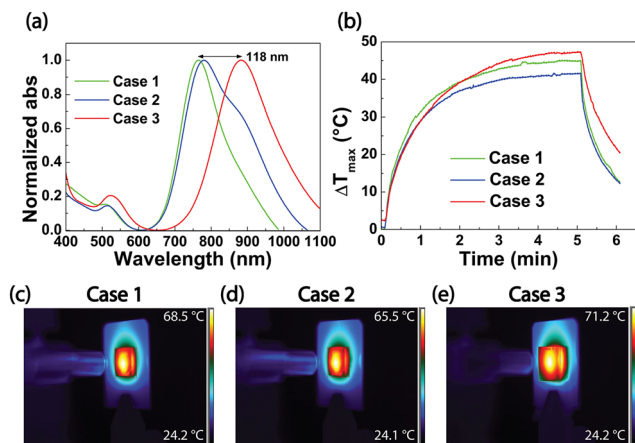 (a)
118 nm
Case 1
Case 2
Case 3
Normalized abs
1.0
0.8
0.6
0.4
0.2
0.0
400 500 600 700 800 900 1000 1100
Wavelength (nm)
(b)
50
40
30
20
10
0
ΔTmax (°C)
Case 1
Case 2
Case 3
0 1 2 3 4 5 6
Time (min)
(c) Case 1
68.5 °C
24.2 °C
(d) Case 2
65.5 °C
24.1 °C
(e) Case 3
71.2 °C
24.2 °C